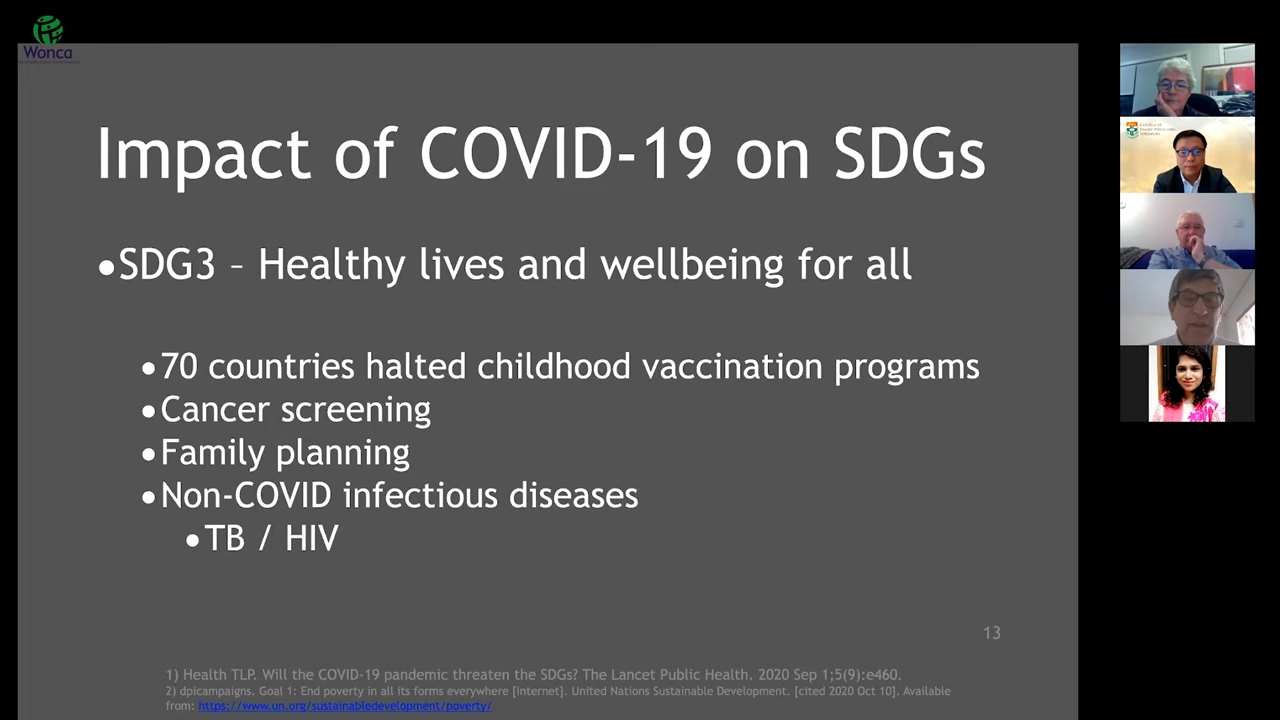 Wonca
Impact of COVID-19 on SDGs
•SDG3 – Healthy lives and wellbeing for all
•70 countries halted childhood vaccination programs
•Cancer screening
•Family planning
•Non-COVID infectious diseases
•TB / HIV
13
1) Health TLP. Will the COVID-19 pandemic threaten the SDGs? The Lancet Public Health. 2020 Sep 1;5(9):e460.
2) dpicampaigns. Goal 1: End poverty in all its forms everywhere [Internet]. United Nations Sustainable Development. [cited 2020 Oct 10]. Available
from: https://www.un.org/sustainabledevelopment/poverty/